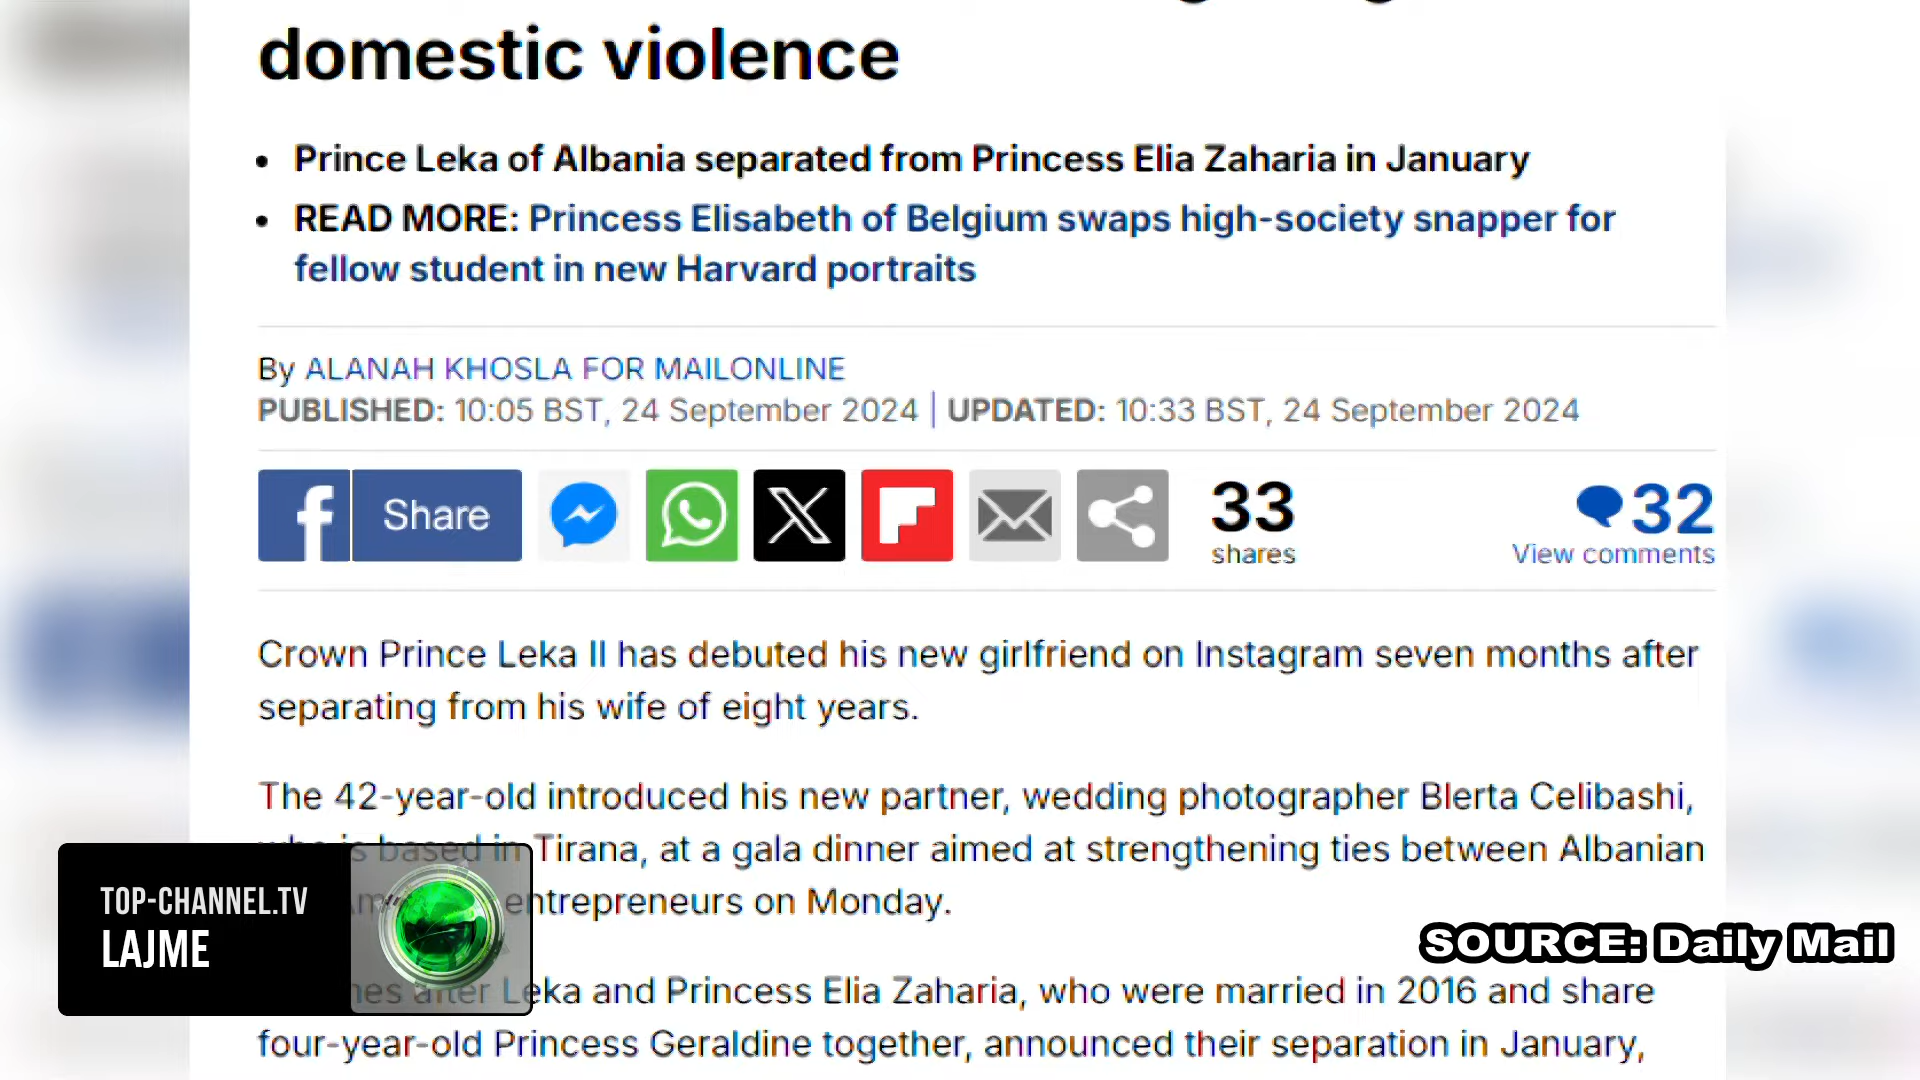 domestic violence
• Prince Leka of Albania separated from Princess Elia Zaharia in January
• READ MORE: Princess Elisabeth of Belgium swaps high-society snapper for
fellow student in new Harvard portraits
By ALANAH KHOSLA FOR MAILONLINE
PUBLISHED: 10:05 BST, 24 September 2024 | UPDATED: 10:33 BST, 24 September 2024
f Share 33 shares 32 View comments
Crown Prince Leka II has debuted his new girlfriend on Instagram seven months after
separating from his wife of eight years.
The 42-year-old introduced his new partner, wedding photographer Blerta Celibashi,
who is based in Tirana, at a gala dinner aimed at strengthening ties between Albanian
entrepreneurs on Monday.
after Leka and Princess Elia Zaharia, who were married in 2016 and share
four-year-old Princess Geraldine together, announced their separation in January,
TOP-CHANNEL.TV
LAJME
SOURCE: Daily Mail